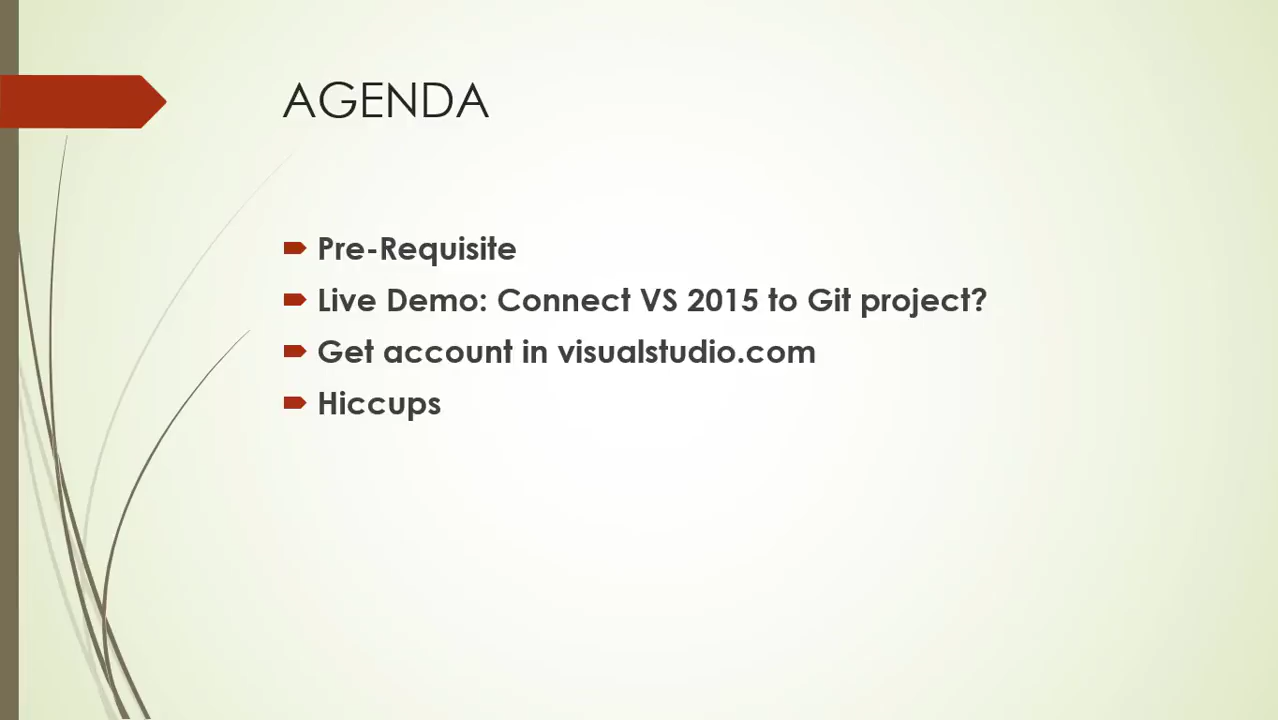 AGENDA
Pre-Requisite
Live Demo: Connect VS 2015 to Git project?
Get account in visualstudio.com
Hiccups